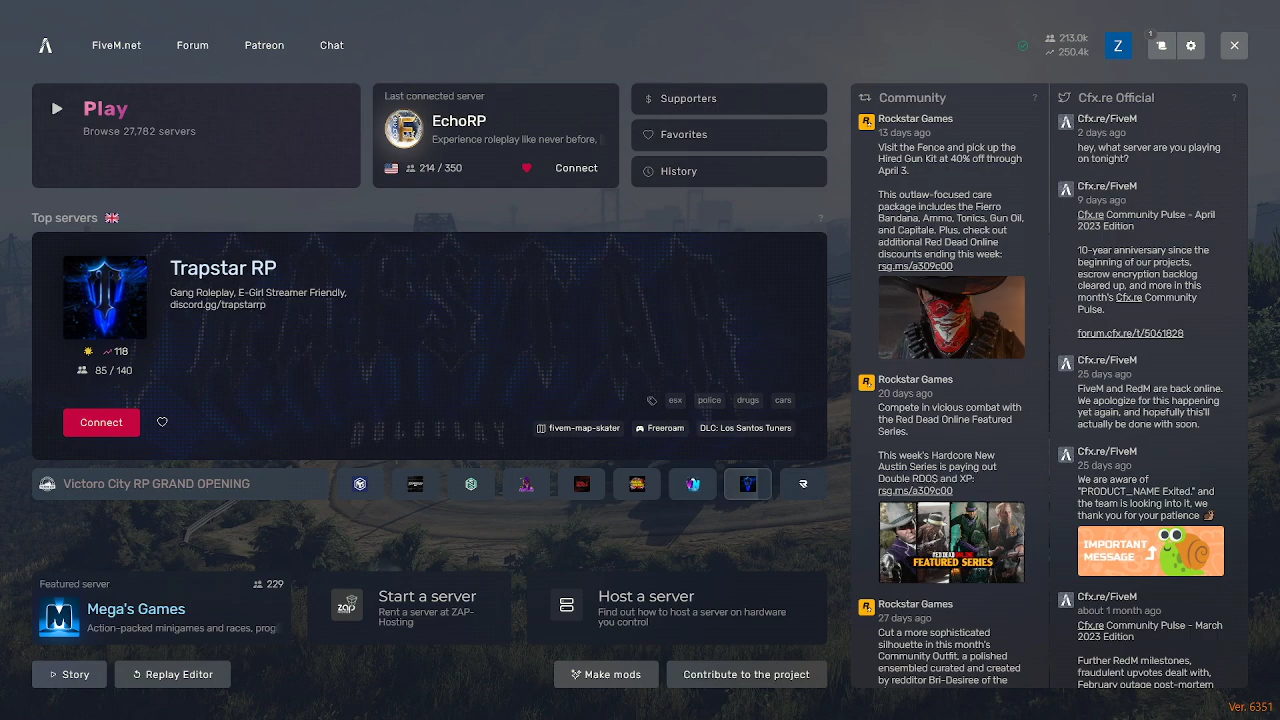 FiveM.net
Forum
Patreon
Chat
213.0k
250.4k
Z
1
Play
Browse 27,782 servers
Last connected server
EchoRP
Experience roleplay like never before,
214 / 350
Connect
$ Supporters
Favorites
History
Top servers
?
Trapstar RP
Gang Roleplay, E-Girl Streamer Friendly,
discord.gg/trapstarrp
118
85 / 140
Connect
esx
police
drugs
cars
fivem-map-skater
Freeroam
DLC: Los Santos Tuners
Victoro City RP GRAND OPENING
Featured server
229
Mega's Games
Action-packed minigames and races, prog
ZAP
Start a server
Rent a server at ZAP-
Hosting
Host a server
Find out how to host a server on hardware
you control
Story
Replay Editor
Make mods
Contribute to the project
Community
?
Rockstar Games
13 days ago
Visit the Fence and pick up the
Hired Gun Kit at 40% off through
April 3.
This outlaw-focused care
package includes the Fierro
Bandana, Ammo, Tonics, Gun Oil,
and Capitale. Plus, check out
additional Red Dead Online
discounts ending this week:
rsg.ms/a309c00
Rockstar Games
20 days ago
Compete in vicious combat with
the Red Dead Online Featured
Series.
This week's Hardcore New
Austin Series is paying out
Double RDO$ and XP:
rsg.ms/a309c00
RED DEAD ONLINE
FEATURED SERIES
Rockstar Games
27 days ago
Cut a more sophisticated
silhouette in this month's
Community Outfit, a polished
ensembled curated and created
by redditor Bri-Desiree of the
Cfx.re Official
?
Cfx.re/FiveM
2 days ago
hey, what server are you playing
on tonight?
Cfx.re/FiveM
9 days ago
Cfx.re Community Pulse - April
2023 Edition
10-year anniversary since the
beginning of our projects,
escrow encryption backlog
cleared up, and more in this
month's Cfx.re Community
Pulse.
forum.cfx.re/t/5061828
Cfx.re/FiveM
25 days ago
FiveM and RedM are back online.
We apologize for this happening
yet again, and hopefully this'll
actually be done with soon.
Cfx.re/FiveM
25 days ago
We are aware of
"PRODUCT_NAME Exited." and
the team is looking into it, we
thank you for your patience
IMPORTANT
MESSAGE
Cfx.re/FiveM
about 1 month ago
Cfx.re Community Pulse - March
2023 Edition
Further RedM milestones,
fraudulent upvotes dealt with,
February outage post-mortem
Ver. 6351